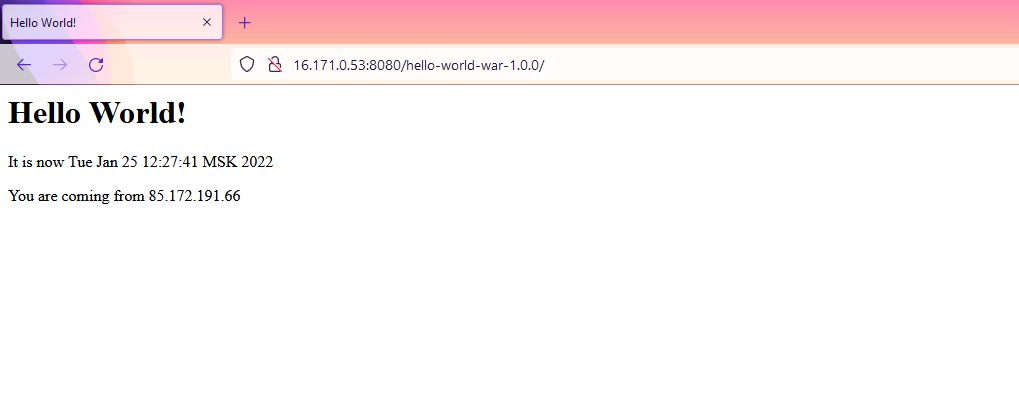 Hello World!
16.171.0.53:8080/hello-world-war-1.0.0/
Hello World!
It is now Tue Jan 25 12:27:41 MSK 2022
You are coming from 85.172.191.66